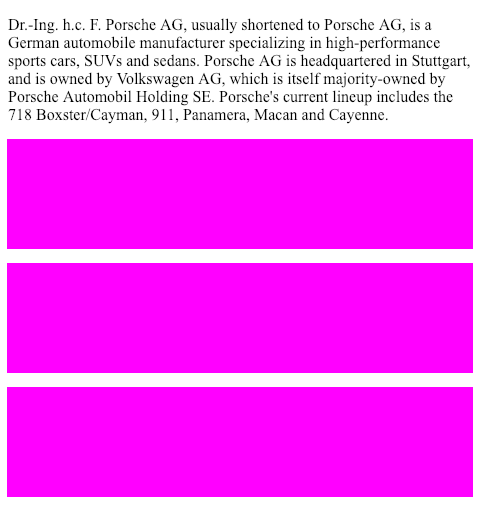 Dr.-Ing. h.c. F. Porsche AG, usually shortened to Porsche AG, is a
German automobile manufacturer specializing in high-performance
sports cars, SUVs and sedans. Porsche AG is headquartered in Stuttgart,
and is owned by Volkswagen AG, which is itself majority-owned by
Porsche Automobil Holding SE. Porsche's current lineup includes the
718 Boxster/Cayman, 911, Panamera, Macan and Cayenne.